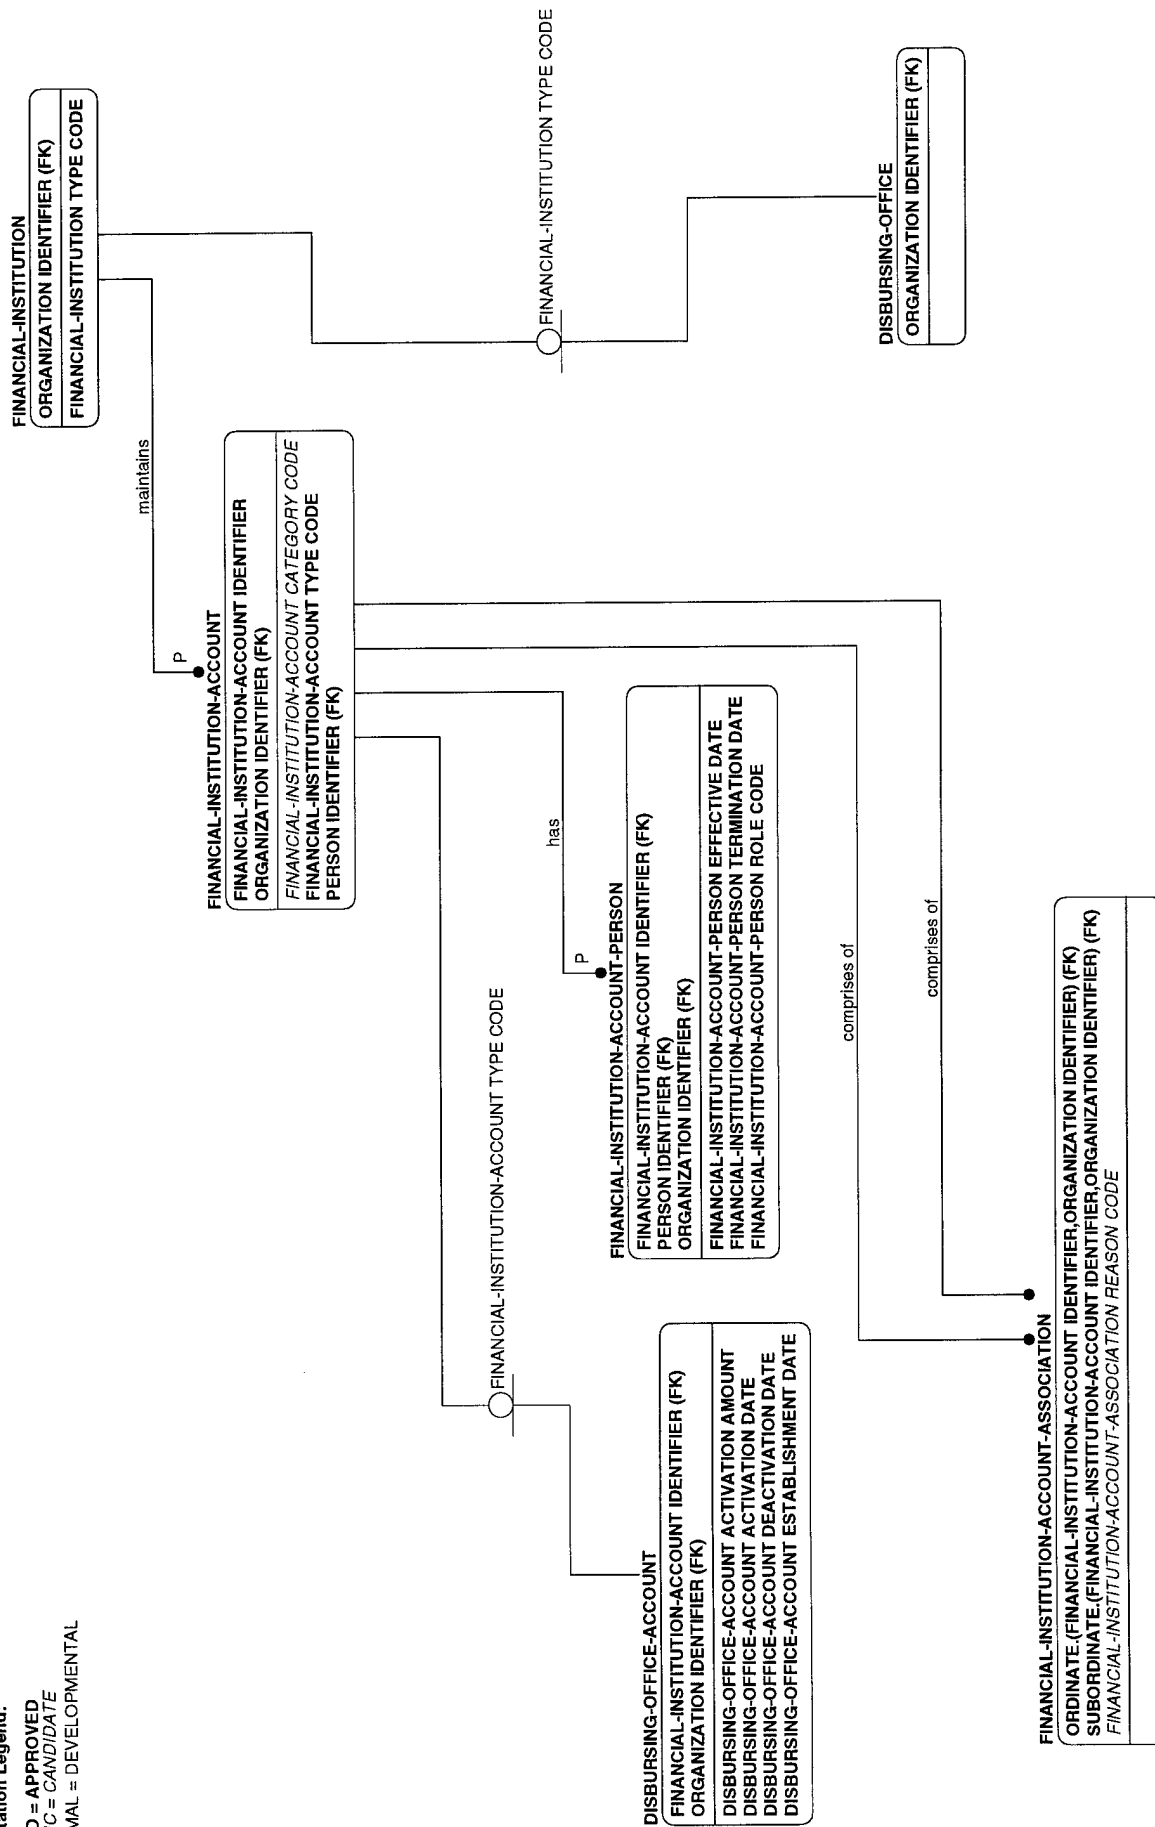 tation Legend:
D = APPROVED
IC = CANDIDATE
MAL = DEVELOPMENTAL
FINANCIAL-INSTITUTION
ORGANIZATION IDENTIFIER (FK)
FINANCIAL-INSTITUTION TYPE CODE
maintains
P
FINANCIAL-INSTITUTION-ACCOUNT
FINANCIAL-INSTITUTION-ACCOUNT IDENTIFIER
ORGANIZATION IDENTIFIER (FK)
FINANCIAL-INSTITUTION-ACCOUNT CATEGORY CODE
FINANCIAL-INSTITUTION-ACCOUNT TYPE CODE
PERSON IDENTIFIER (FK)
FINANCIAL-INSTITUTION TYPE CODE
DISBURSING-OFFICE
ORGANIZATION IDENTIFIER (FK)
FINANCIAL-INSTITUTION-ACCOUNT TYPE CODE
has
P
FINANCIAL-INSTITUTION-ACCOUNT-PERSON
FINANCIAL-INSTITUTION-ACCOUNT IDENTIFIER (FK)
PERSON IDENTIFIER (FK)
ORGANIZATION IDENTIFIER (FK)
FINANCIAL-INSTITUTION-ACCOUNT-PERSON EFFECTIVE DATE
FINANCIAL-INSTITUTION-ACCOUNT-PERSON TERMINATION DATE
FINANCIAL-INSTITUTION-ACCOUNT-PERSON ROLE CODE
DISBURSING-OFFICE-ACCOUNT
FINANCIAL-INSTITUTION-ACCOUNT IDENTIFIER (FK)
ORGANIZATION IDENTIFIER (FK)
DISBURSING-OFFICE-ACCOUNT ACTIVATION AMOUNT
DISBURSING-OFFICE-ACCOUNT ACTIVATION DATE
DISBURSING-OFFICE-ACCOUNT DEACTIVATION DATE
DISBURSING-OFFICE-ACCOUNT ESTABLISHMENT DATE
comprises of
comprises of
FINANCIAL-INSTITUTION-ACCOUNT-ASSOCIATION
ORDINATE.(FINANCIAL-INSTITUTION-ACCOUNT IDENTIFIER,ORGANIZATION IDENTIFIER) (FK)
SUBORDINATE.(FINANCIAL-INSTITUTION-ACCOUNT IDENTIFIER,ORGANIZATION IDENTIFIER) (FK)
FINANCIAL-INSTITUTION-ACCOUNT-ASSOCIATION REASON CODE